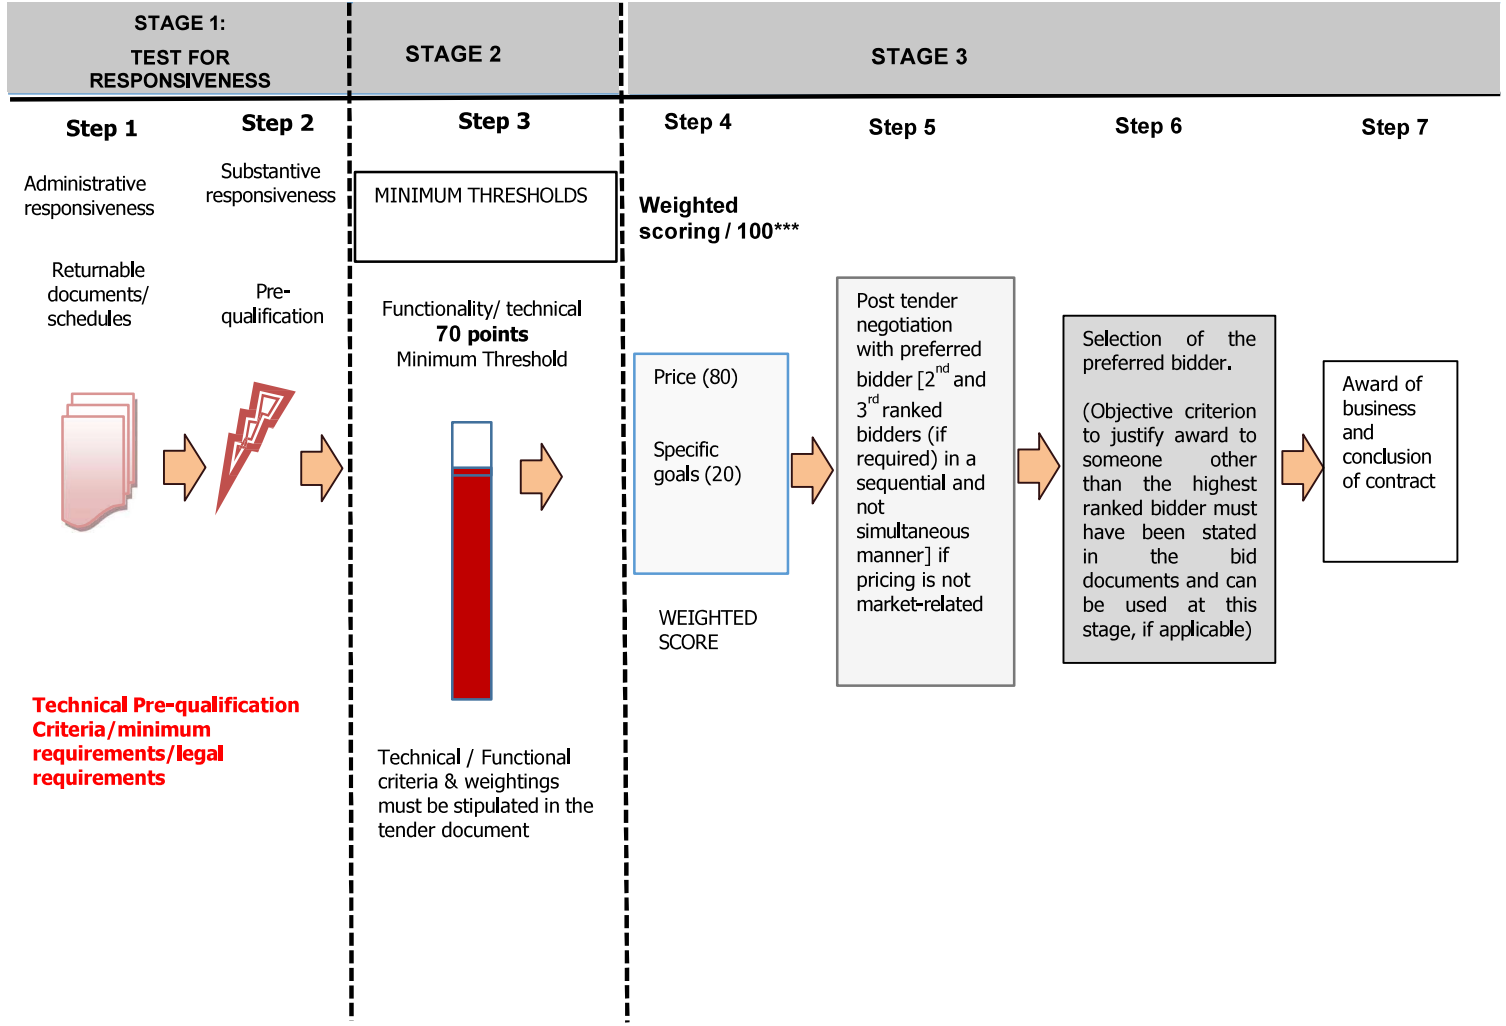 STAGE 1:
TEST FOR
RESPONSIVENESS
STAGE 2
STAGE 3
Step 1
Administrative
responsiveness
Returnable
documents/
schedules
Step 2
Substantive
responsiveness
Pre-
qualification
Technical Pre-qualification
Criteria/minimum
requirements/legal
requirements
Step 3
MINIMUM THRESHOLDS
Functionality/ technical
70 points
Minimum Threshold
Technical / Functional
criteria & weightings
must be stipulated in the
tender document
Step 4
Weighted
scoring / 100***
Price (80)
Specific
goals (20)
WEIGHTED
SCORE
Step 5
Post tender
negotiation
with preferred
bidder [2nd and
3rd ranked
bidders (if
required) in a
sequential and
not
simultaneous
manner] if
pricing is not
market-related
Step 6
Selection of the
preferred bidder.
(Objective criterion
to justify award to
someone other
than the highest
ranked bidder must
have been stated
in the bid
documents and can
be used at this
stage, if applicable)
Step 7
Award of
business
and
conclusion
of contract